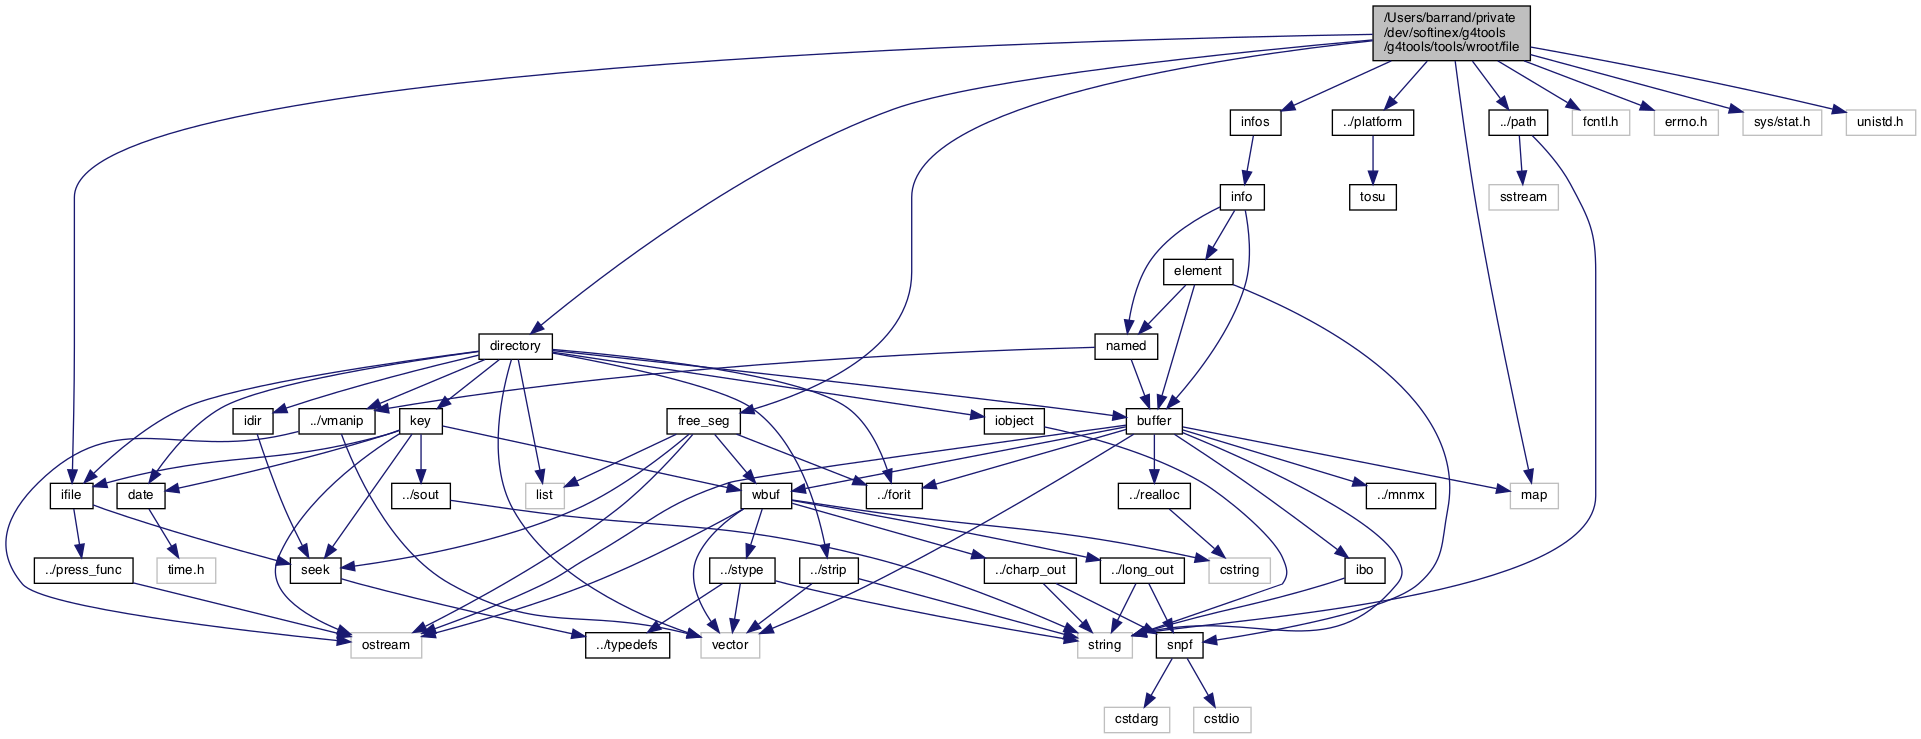 /Users/barrand/private
/dev/softinex/g4tools
/g4tools/tools/wroot/file
infos
../platform
../path
fcntl.h
errno.h
sys/stat.h
unistd.h
info
tosu
sstream
element
directory
named
idir
../vmanip
key
free_seg
iobject
buffer
ifile
date
../sout
list
wbuf
../forit
../realloc
../mnmx
map
../press_func
time.h
seek
../stype
../strip
../charp_out
../long_out
cstring
ibo
ostream
../typedefs
vector
string
snpf
cstdarg
cstdio